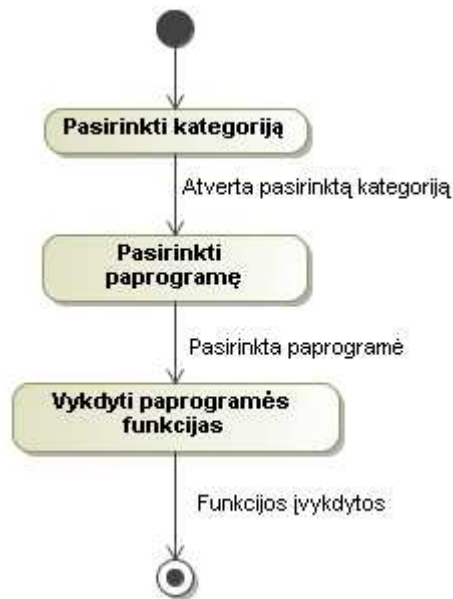 Pasirinkti kategoriją
Atverta pasirinktą kategoriją
Pasirinkti
paprogramę
Pasirinkta paprogramė
Vykdyti paprogramės
funkcijas
Funkcijos įvykdytos